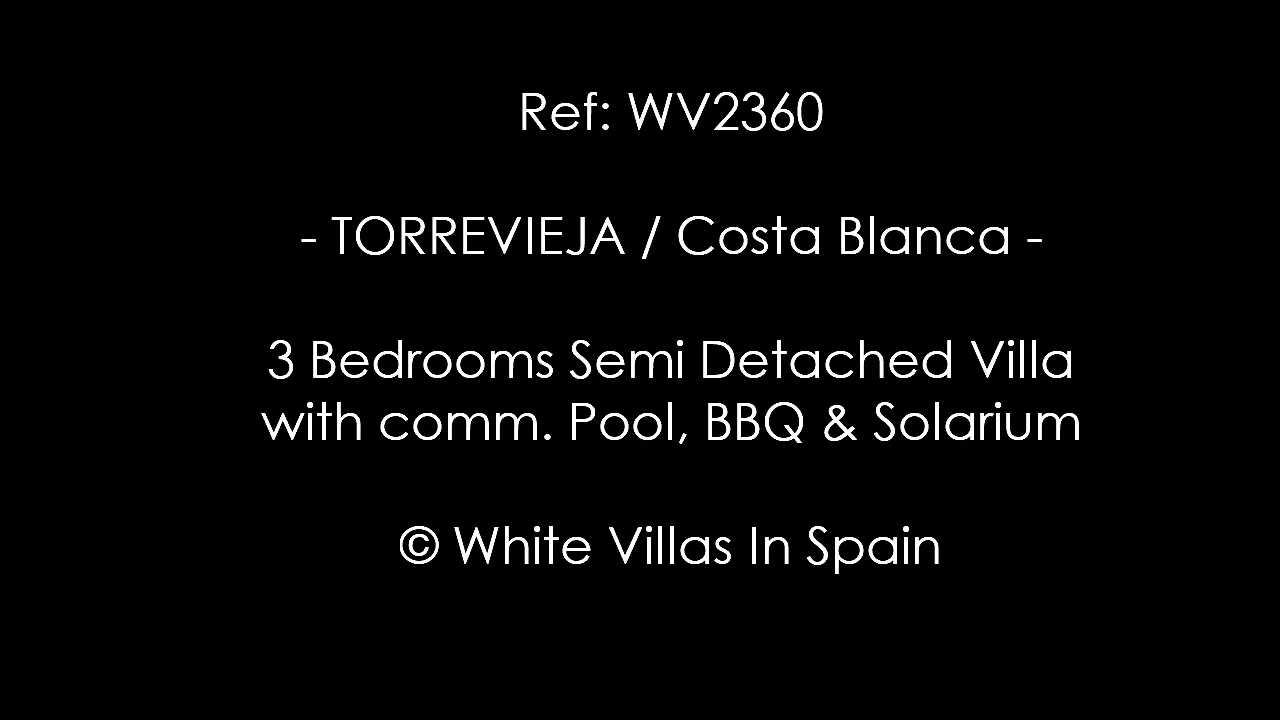 Ref: WV2360
- TORREVIEJA / Costa Blanca -
3 Bedrooms Semi Detached Villa
with comm. Pool, BBQ & Solarium
© White Villas In Spain